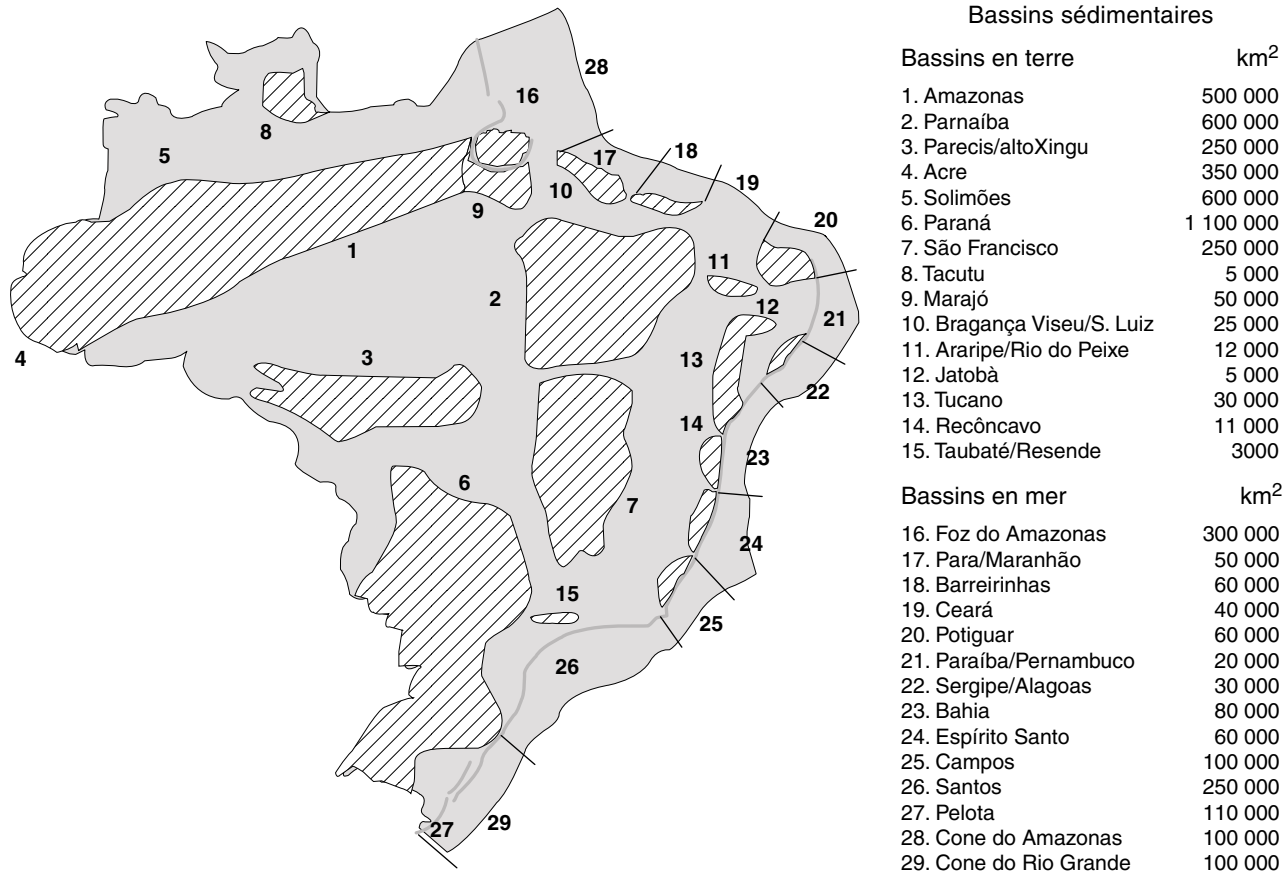 Bassins sédimentaires
Bassins en terre km²
1. Amazonas 500 000
2. Parnaíba 600 000
3. Parecis/altoXingu 250 000
4. Acre 350 000
5. Solimões 600 000
6. Paraná 1 100 000
7. São Francisco 250 000
8. Tacutu 5 000
9. Marajó 50 000
10. Bragança Viseu/S. Luiz 25 000
11. Araripe/Rio do Peixe 12 000
12. Jatobà 5 000
13. Tucano 30 000
14. Recôncavo 11 000
15. Taubaté/Resende 3000
Bassins en mer km²
16. Foz do Amazonas 300 000
17. Para/Maranhão 50 000
18. Barreirinhas 60 000
19. Ceará 40 000
20. Potiguar 60 000
21. Paraíba/Pernambuco 20 000
22. Sergipe/Alagoas 30 000
23. Bahia 80 000
24. Espírito Santo 60 000
25. Campos 100 000
26. Santos 250 000
27. Pelota 110 000
28. Cone do Amazonas 100 000
29. Cone do Rio Grande 100 000
28
16
8
5
17
18
19
10
9
20
1
11
2
12
21
4
3
13
22
14
23
6
7
24
15
25
26
27
29